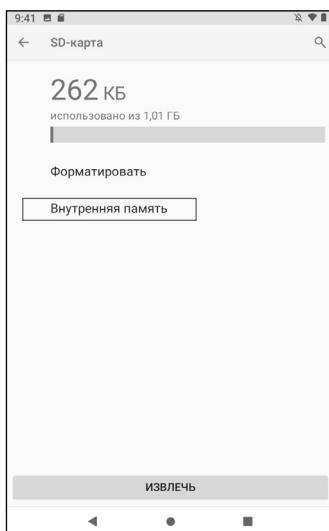 9:41
SD-карта
262 КБ
использовано из 1,01 ГБ
Форматировать
Внутренняя память
ИЗВЛЕЧЬ